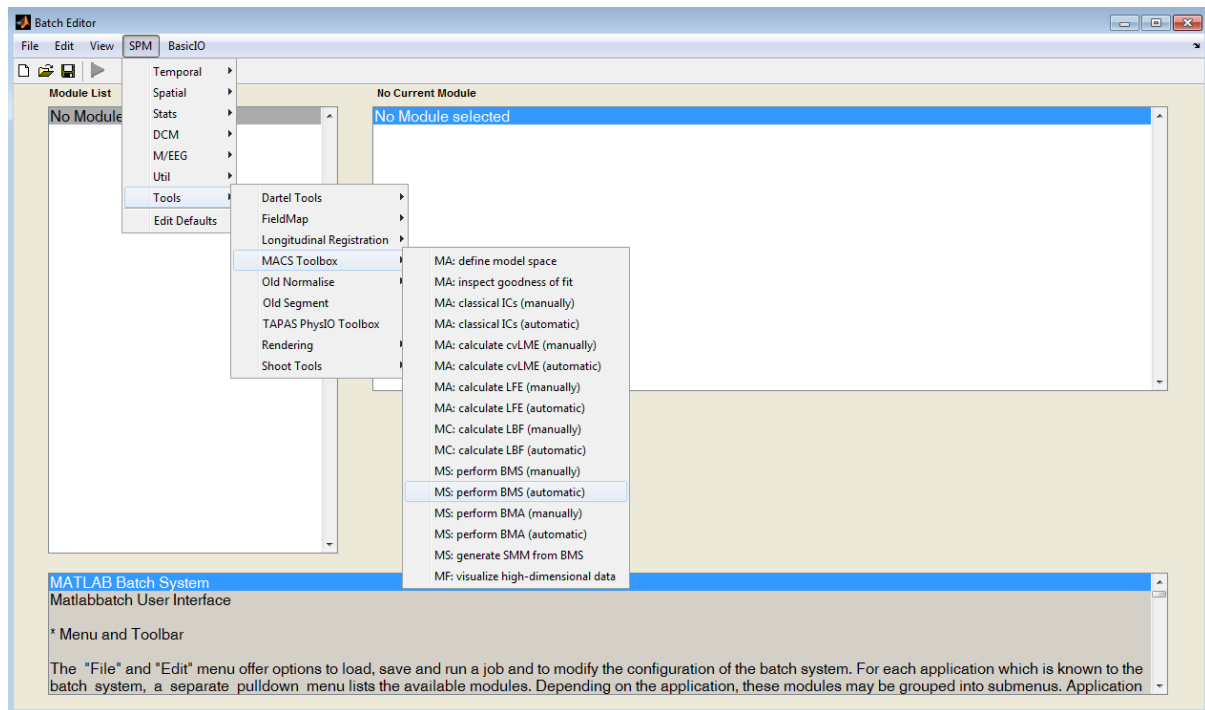 Batch Editor
File Edit View SPM BasicIO
Module List
No Module
No Current Module
No Module selected
Temporal
Spatial
Stats
DCM
M/EEG
Util
Tools
Edit Defaults
Dartel Tools
FieldMap
Longitudinal Registration
MACS Toolbox
Old Normalise
Old Segment
TAPAS PhysIO Toolbox
Rendering
Shoot Tools
MA: define model space
MA: inspect goodness of fit
MA: classical ICs (manually)
MA: classical ICs (automatic)
MA: calculate cvLME (manually)
MA: calculate cvLME (automatic)
MA: calculate LFE (manually)
MA: calculate LFE (automatic)
MC: calculate LBF (manually)
MC: calculate LBF (automatic)
MS: perform BMS (manually)
MS: perform BMS (automatic)
MS: perform BMA (manually)
MS: perform BMA (automatic)
MS: generate SMM from BMS
MF: visualize high-dimensional data
MATLAB Batch System
Matlabbatch User Interface
* Menu and Toolbar
The "File" and "Edit" menu offer options to load, save and run a job and to modify the configuration of the batch system. For each application which is known to the
batch system, a separate pulldown menu lists the available modules. Depending on the application, these modules may be grouped into submenus. Application